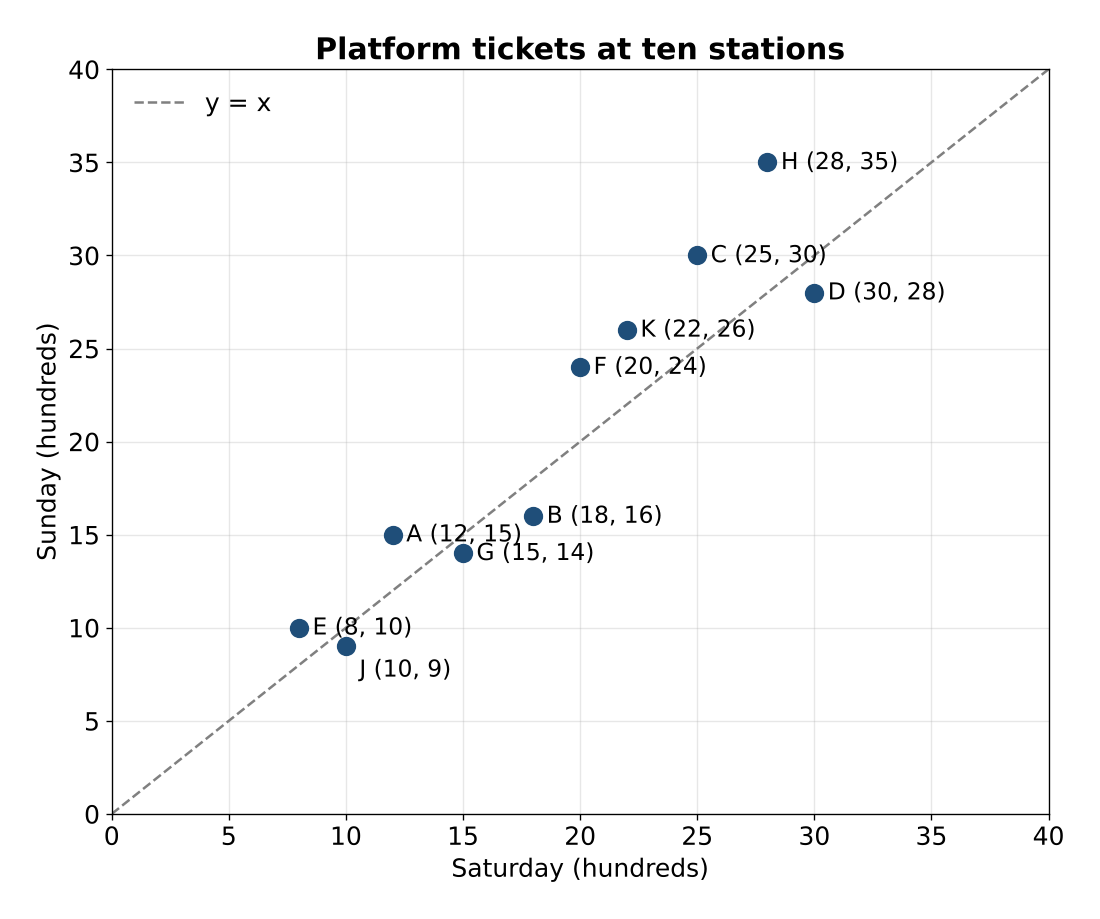 Platform tickets at ten stations
y = x
H (28, 35)
C (25, 30)
D (30, 28)
K (22, 26)
F (20, 24)
B (18, 16)
A (12, 15)
G (15, 14)
E (8, 10)
J (10, 9)
40
35
30
25
20
15
10
5
0
Sunday (hundreds)
0 5 10 15 20 25 30 35 40
Saturday (hundreds)